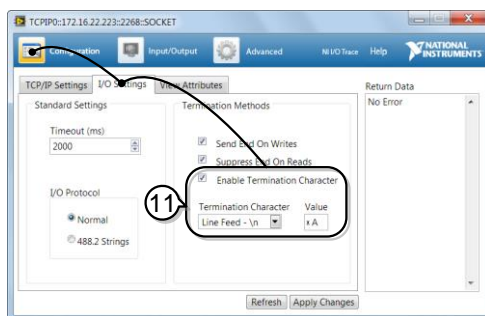 TCPIP0::172.16.22.223::2268::SOCKET
Configuration
Input/Output
Advanced
NI I/O Trace
Help
NATIONAL
INSTRUMENTS
TCP/IP Settings
I/O Settings
View Attributes
Return Data
No Error
Standard Settings
Timeout (ms)
2000
I/O Protocol
Normal
488.2 Strings
Termination Methods
Send End On Writes
Suppress End On Reads
Enable Termination Character
11
Termination Character
Value
Line Feed - \n
xA
Refresh
Apply Changes